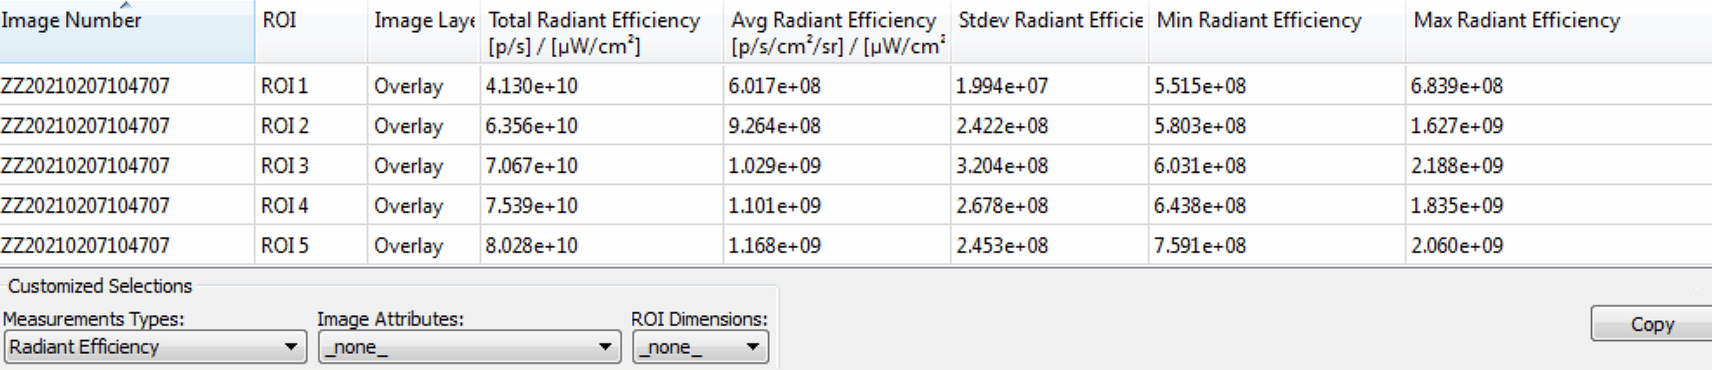 Image Number ROI Image Laye Total Radiant Efficiency Avg Radiant Efficiency Stdev Radiant Efficie Min Radiant Efficiency Max Radiant Efficiency
[p/s] / [µW/cm²] [p/s/cm²/sr] / [µW/cm²
ZZ20210207104707 ROI 1 Overlay 4.130e+10 6.017e+08 1.994e+07 5.515e+08 6.839e+08
ZZ20210207104707 ROI 2 Overlay 6.356e+10 9.264e+08 2.422e+08 5.803e+08 1.627e+09
ZZ20210207104707 ROI 3 Overlay 7.067e+10 1.029e+09 3.204e+08 6.031e+08 2.188e+09
ZZ20210207104707 ROI 4 Overlay 7.539e+10 1.101e+09 2.678e+08 6.438e+08 1.835e+09
ZZ20210207104707 ROI 5 Overlay 8.028e+10 1.168e+09 2.453e+08 7.591e+08 2.060e+09
Customized Selections
Measurements Types: Image Attributes: ROI Dimensions:
Radiant Efficiency _none_ _none_ Copy